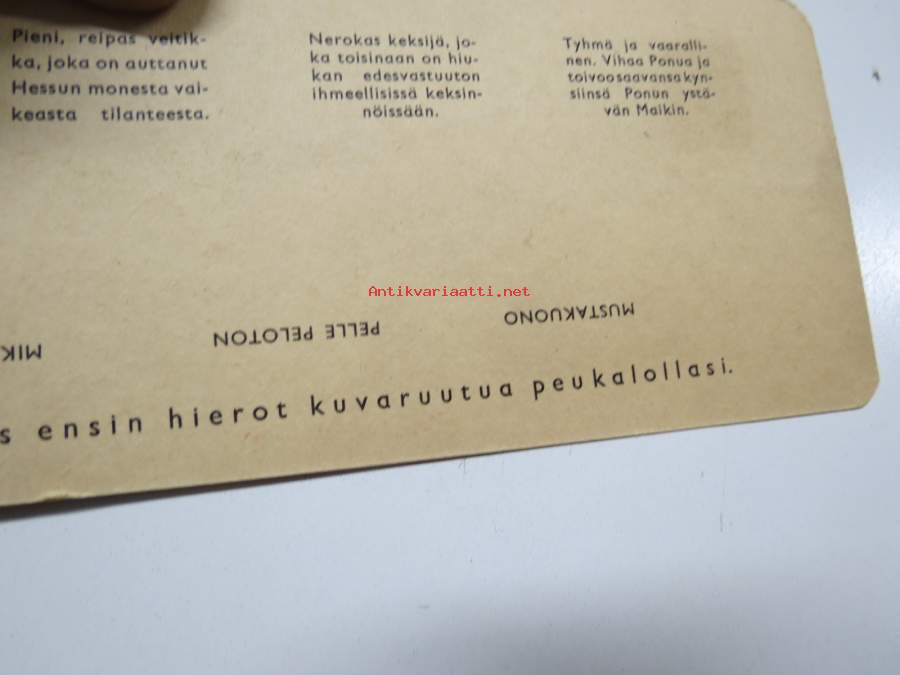 Pieni, reipas veitik-
ka, joka on auttanut
Hessun monesta vai-
keasta tilanteesta.
Nerokas keksijä, jo-
ka toisinaan on hiu-
kan edesvastuuton
ihmeellisissä keksin-
nöissään.
Tyhmä ja vaaralli-
nen. Vihaa Ponua ja
toivoo saavansa kyn-
siinsä Ponun ystä-
vän Maikin.
Antikvariaatti.net
MIK
PELLE PELOTON
MUSTAKUONO
s ensin hierot kuvaruutua peukalollasi.